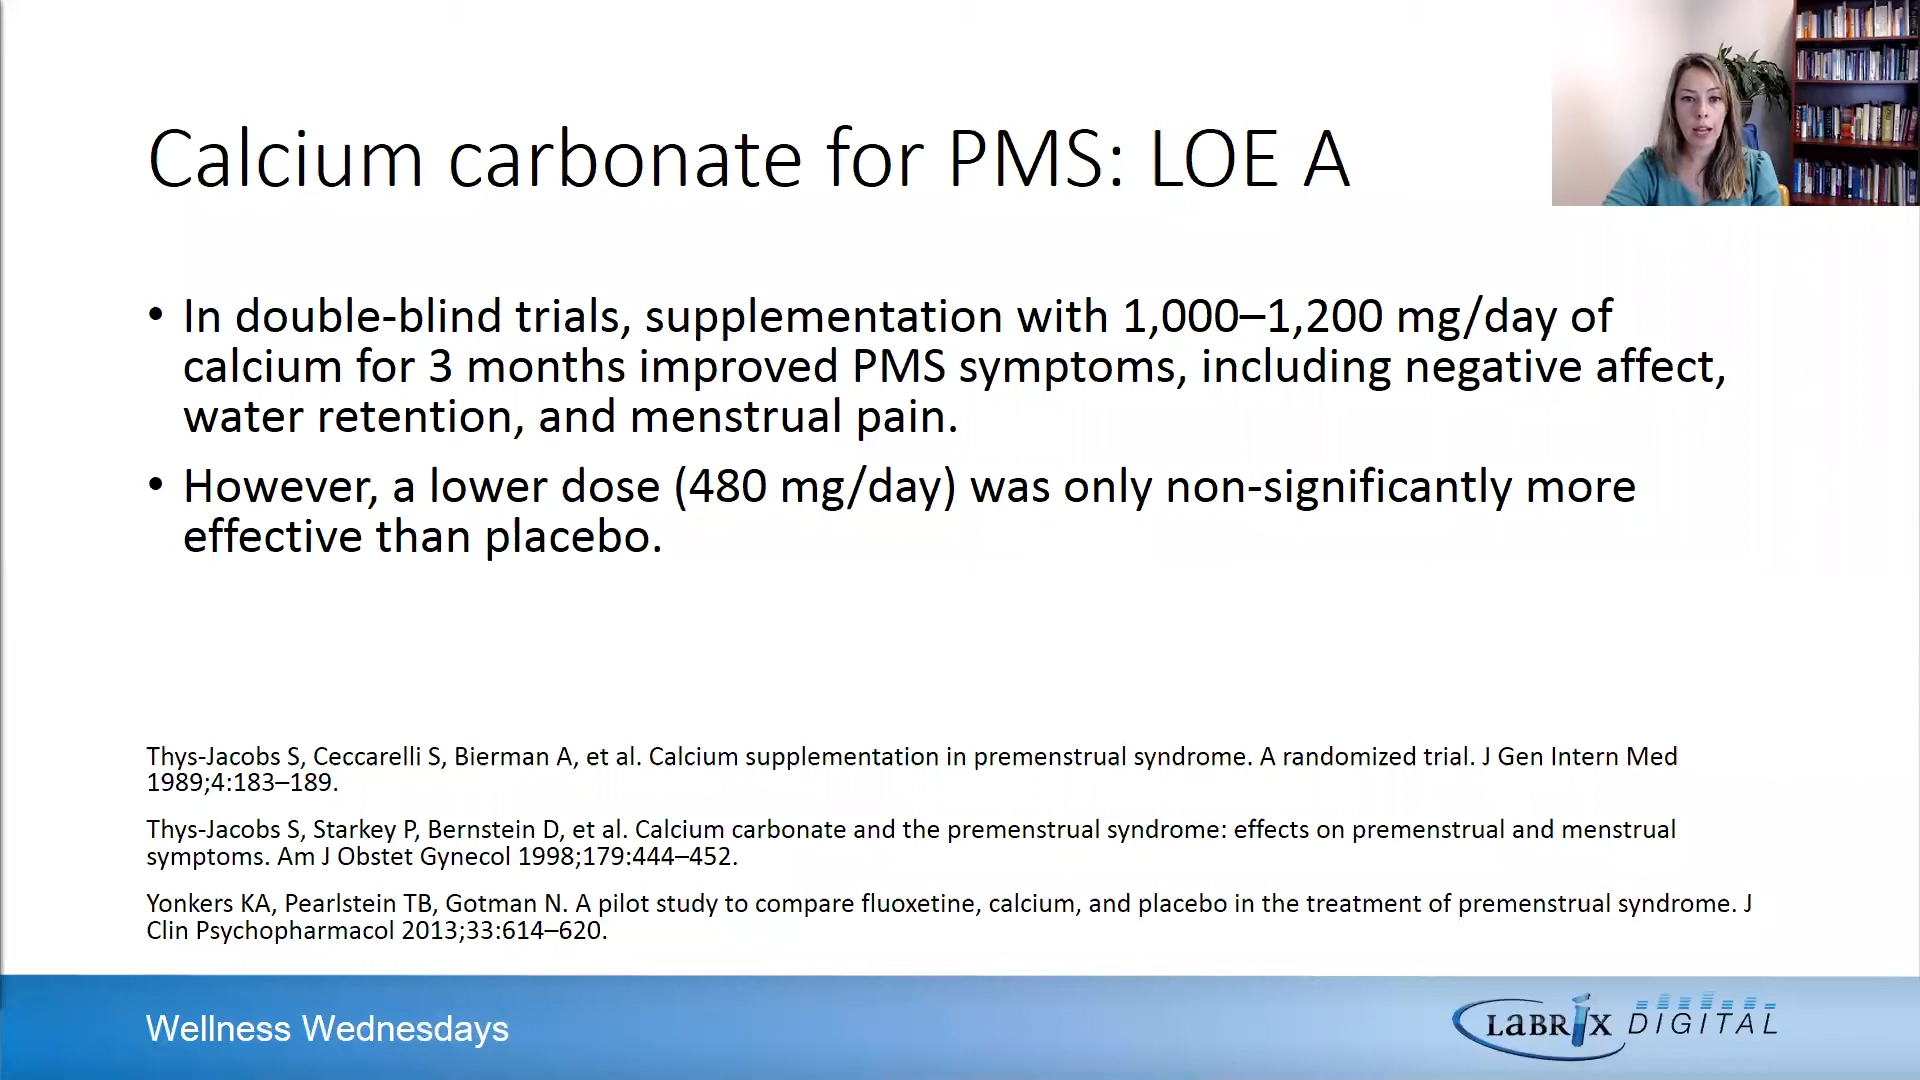 Calcium carbonate for PMS: LOE A
• In double-blind trials, supplementation with 1,000–1,200 mg/day of
calcium for 3 months improved PMS symptoms, including negative affect,
water retention, and menstrual pain.
• However, a lower dose (480 mg/day) was only non-significantly more
effective than placebo.
Thys-Jacobs S, Ceccarelli S, Bierman A, et al. Calcium supplementation in premenstrual syndrome. A randomized trial. J Gen Intern Med
1989;4:183–189.
Thys-Jacobs S, Starkey P, Bernstein D, et al. Calcium carbonate and the premenstrual syndrome: effects on premenstrual and menstrual
symptoms. Am J Obstet Gynecol 1998;179:444–452.
Yonkers KA, Pearlstein TB, Gotman N. A pilot study to compare fluoxetine, calcium, and placebo in the treatment of premenstrual syndrome. J
Clin Psychopharmacol 2013;33:614–620.
Wellness Wednesdays
LABRIX DIGITAL